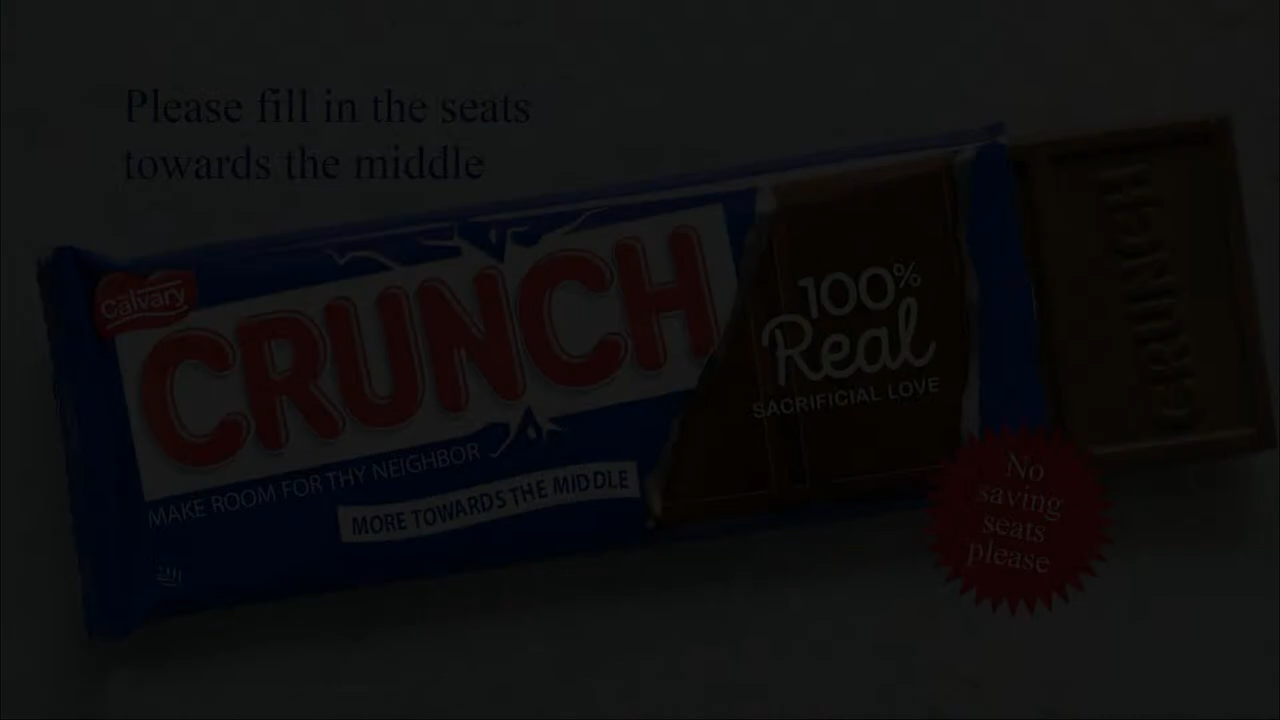 Please fill in the seats
towards the middle
Calvary
CRUNCH
MAKE ROOM FOR THY NEIGHBOR
MORE TOWARDS THE MIDDLE
100%
Real
SACRIFICIAL LOVE
CRUNCH
No
saving
seats
please